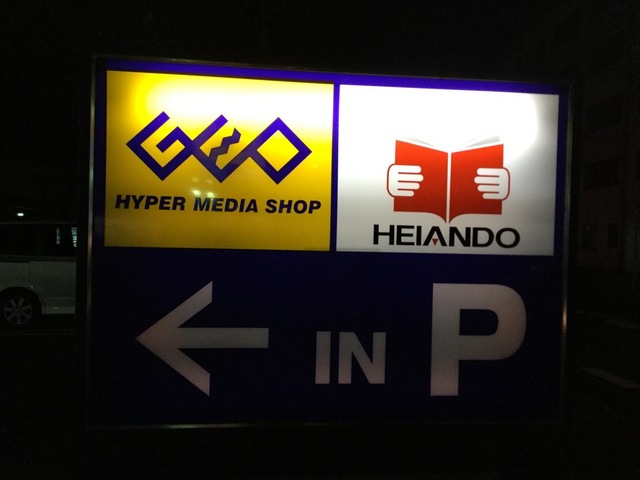 GEO
HYPER MEDIA SHOP
HEIANDO
← IN P